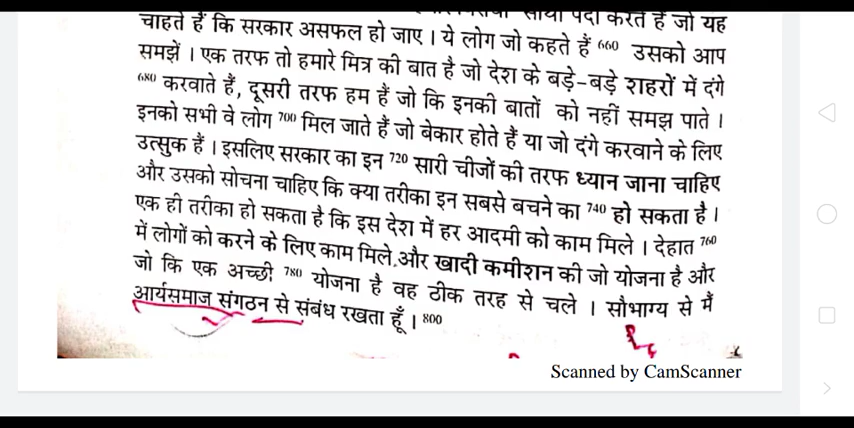 करते हैं जो यह
चाहते हैं कि सरकार असफल हो जाए । ये लोग जो कहते हैं 660 उसको आप
समझें । एक तरफ तो हमारे मित्र की बात है जो देश के बड़े-बड़े शहरों में दंगे
680 करवाते हैं, दूसरी तरफ हम हैं जो कि इनकी बातों को नहीं समझ पाते ।
इनको सभी वे लोग 700 मिल जाते हैं जो बेकार होते हैं या जो दंगे करवाने के लिए
उत्सुक हैं । इसलिए सरकार का इन 720 सारी चीजों की तरफ ध्यान जाना चाहिए
और उसको सोचना चाहिए कि क्या तरीका इन सबसे बचने का 740 हो सकता है ।
एक ही तरीका हो सकता है कि इस देश में हर आदमी को काम मिले । देहात 760
में लोगों को करने के लिए काम मिले,और खादी कमीशन की जो योजना है और
जो कि एक अच्छी 780 योजना है वह ठीक तरह से चले । सौभाग्य से मैं
आर्यसमाज संगठन से संबंध रखता हूँ । 800
Scanned by CamScanner